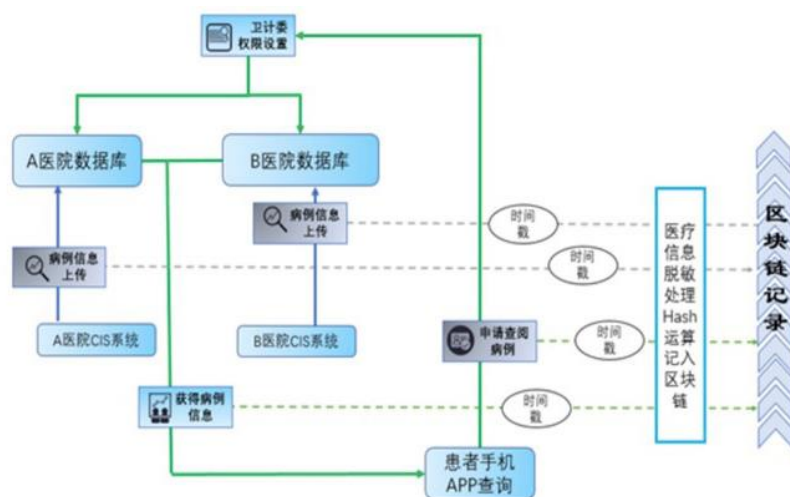 卫计委
权限设置
A医院数据库
B医院数据库
病例信息
上传
时间
戳
病例信息
上传
时间
戳
A医院CIS系统
B医院CIS系统
申请查阅
病例
时间
戳
获得病例
信息
时间
戳
患者手机
APP查询
医疗
信息
脱敏
处理
Hash
运算
记入
区块
链
区块链记录